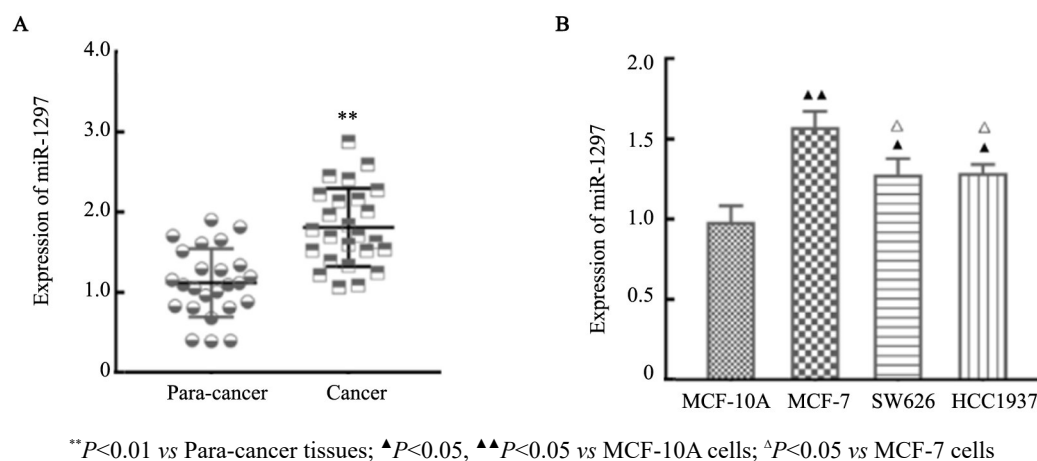 A
B
4.0
3.0
2.0
1.0
0
Expression of miR-1297
**
Para-cancer
Cancer
2.0
1.5
1.0
0.5
0
Expression of miR-1297
▲▲
△
▲
△
▲
MCF-10A
MCF-7
SW626
HCC1937
**P<0.01 vs Para-cancer tissues; ▲P<0.05, ▲▲P<0.05 vs MCF-10A cells; △P<0.05 vs MCF-7 cells